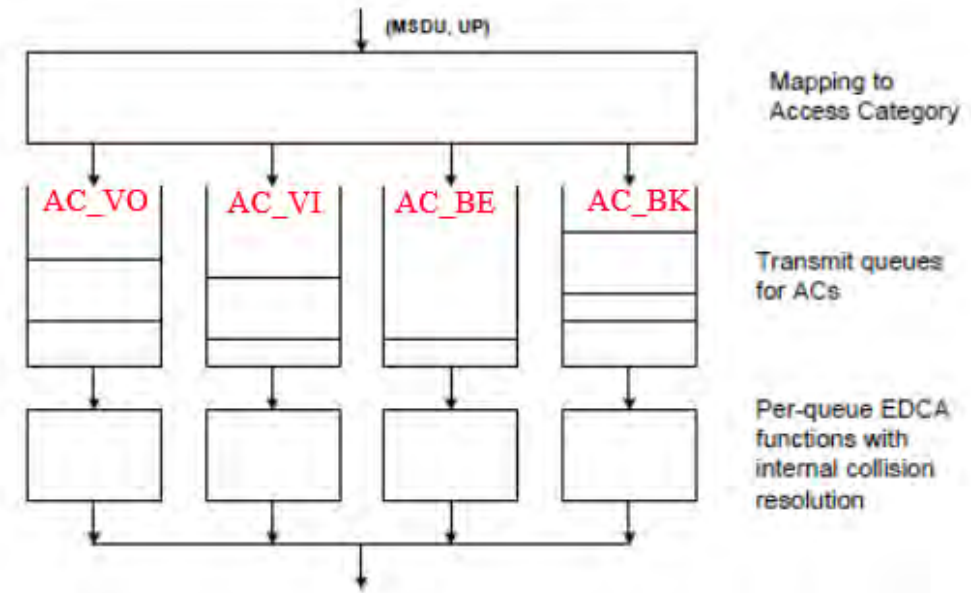 (MSDU, UP)
Mapping to
Access Category
AC_VO
AC_VI
AC_BE
AC_BK
Transmit queues
for ACs
Per-queue EDCA
functions with
internal collision
resolution